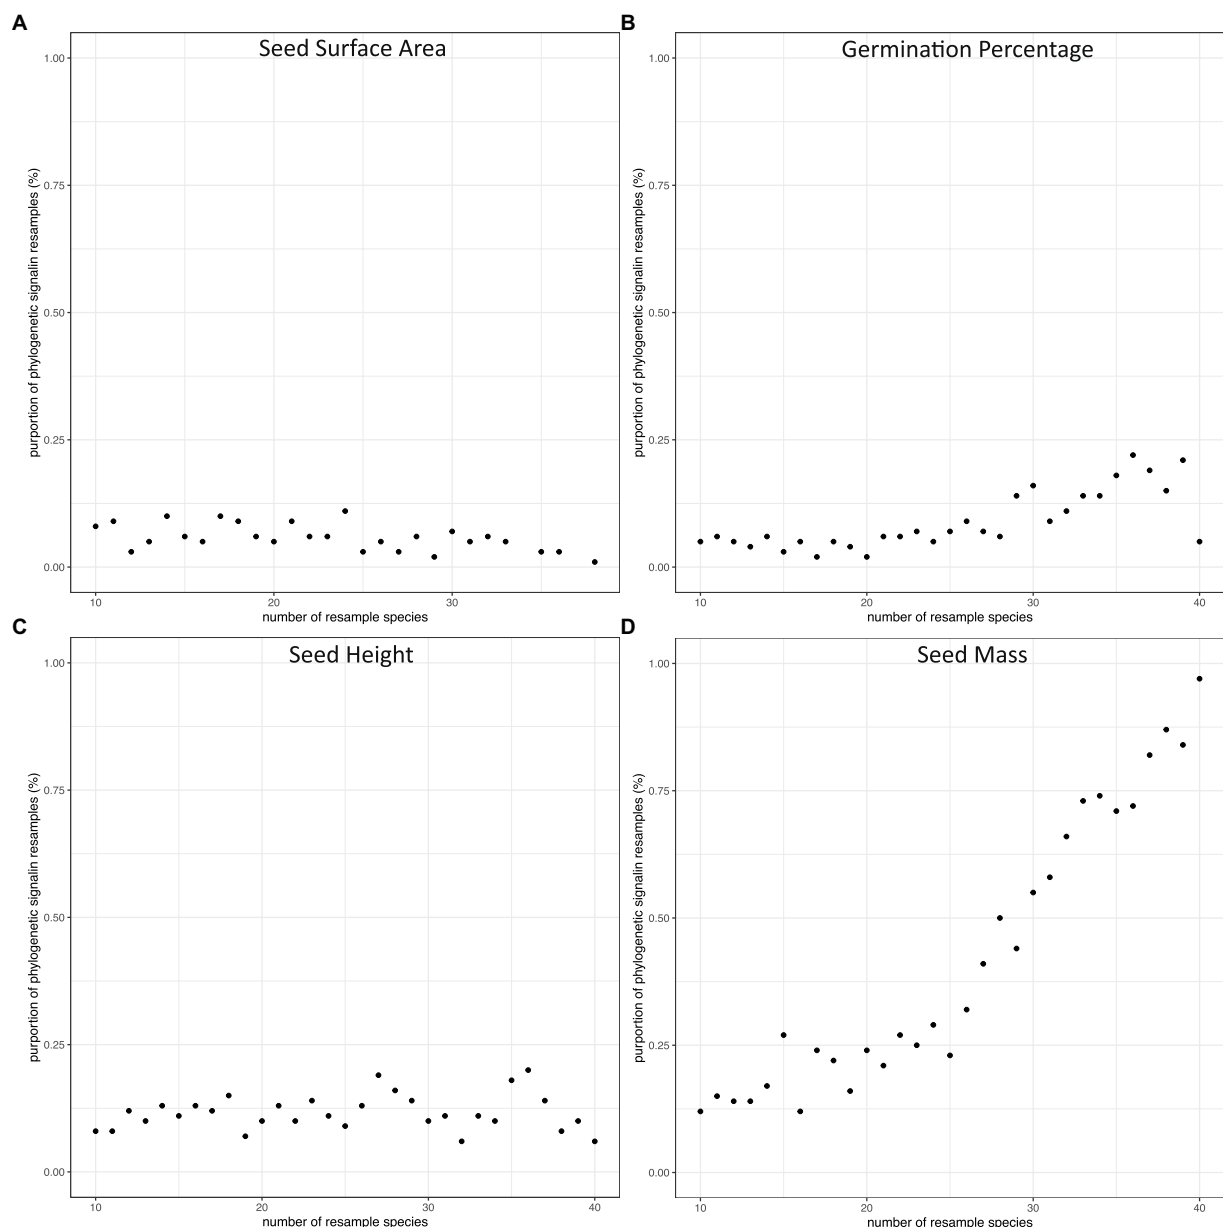 A
Seed Surface Area
1.00
0.75
0.50
0.25
0.00
purportion of phylogenetic signalin resamples (%)
10
20
30
number of resample species
B
Germination Percentage
1.00
0.75
0.50
0.25
0.00
purportion of phylogenetic signalin resamples (%)
10
20
30
40
number of resample species
C
Seed Height
1.00
0.75
0.50
0.25
0.00
purportion of phylogenetic signalin resamples (%)
10
20
30
40
number of resample species
D
Seed Mass
1.00
0.75
0.50
0.25
0.00
purportion of phylogenetic signalin resamples (%)
10
20
30
40
number of resample species